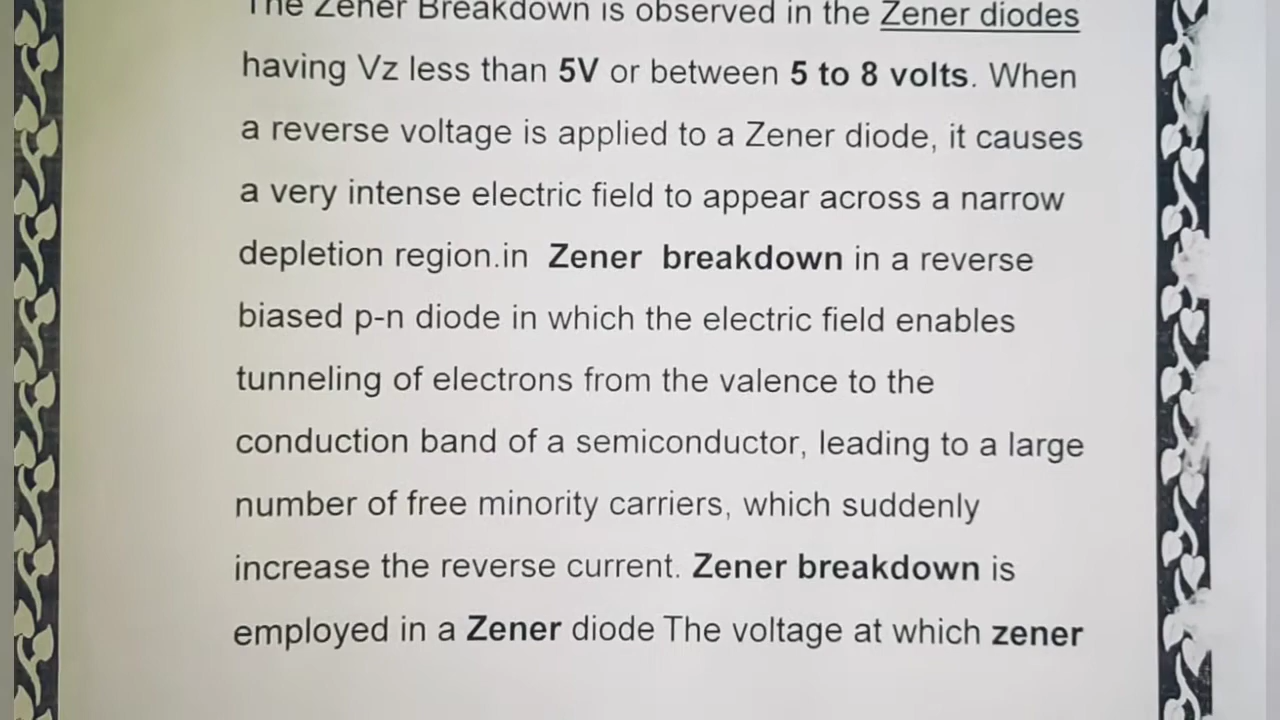 The Zener Breakdown is observed in the Zener diodes
having Vz less than 5V or between 5 to 8 volts. When
a reverse voltage is applied to a Zener diode, it causes
a very intense electric field to appear across a narrow
depletion region.in Zener breakdown in a reverse
biased p-n diode in which the electric field enables
tunneling of electrons from the valence to the
conduction band of a semiconductor, leading to a large
number of free minority carriers, which suddenly
increase the reverse current. Zener breakdown is
employed in a Zener diode The voltage at which zener